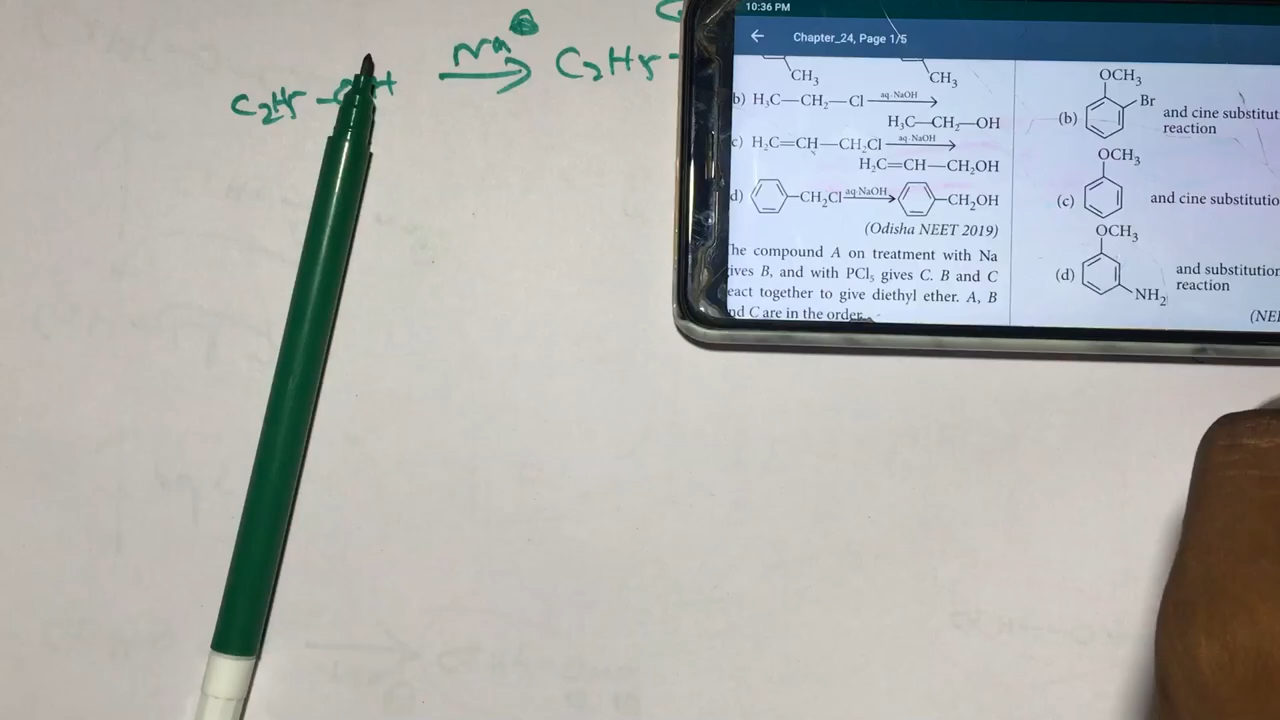 C2H5-OH Na⊕ → C2H5-
10:36 PM
← Chapter_24, Page 1/5
CH3 CH3
b) H3C—CH2—Cl aq·NaOH →
H3C—CH2—OH
c) H2C=CH—CH2Cl aq·NaOH →
H2C=CH—CH2OH
d) —CH2Cl aq·NaOH → —CH2OH
(Odisha NEET 2019)
The compound A on treatment with Na
ives B, and with PCl5 gives C. B and C
eact together to give diethyl ether. A, B
nd C are in the order
OCH3
(b) Br and cine substitut
reaction
OCH3
(c) and cine substitutio
OCH3
(d) and substitution
reaction
NH2
(NEE